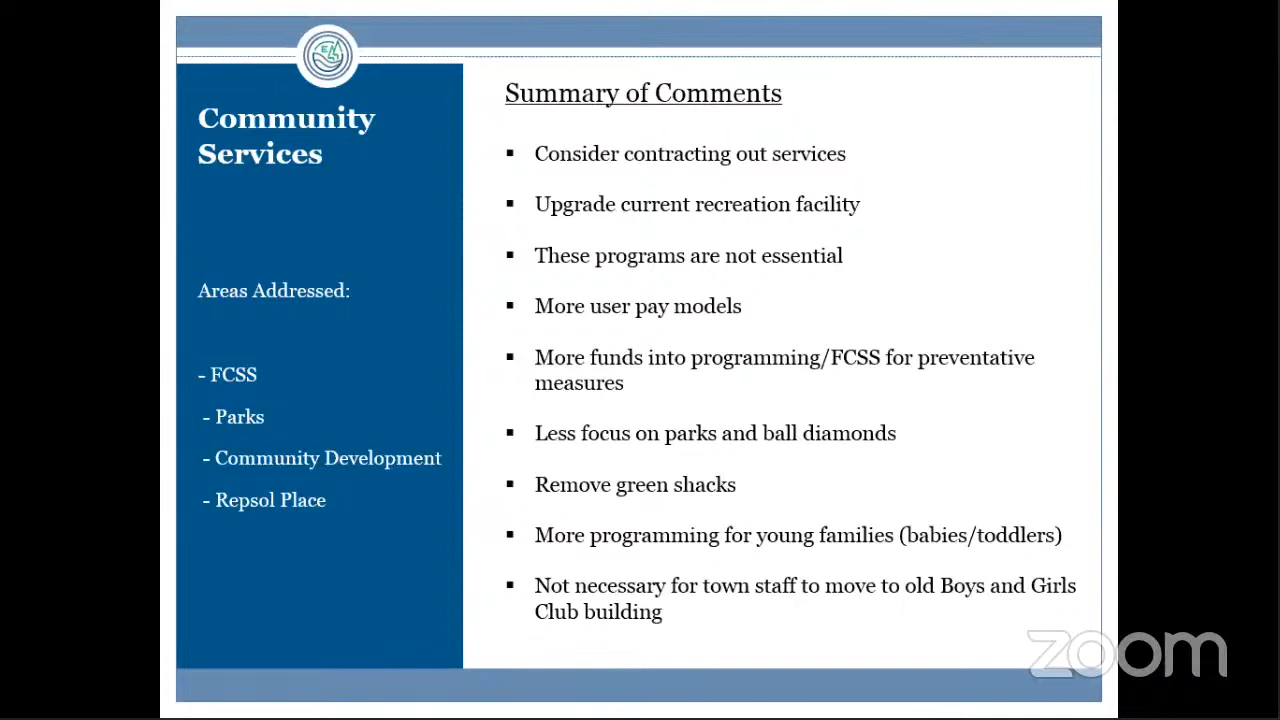 Community
Services
Areas Addressed:
- FCSS
- Parks
- Community Development
- Repsol Place
Summary of Comments
▪ Consider contracting out services
▪ Upgrade current recreation facility
▪ These programs are not essential
▪ More user pay models
▪ More funds into programming/FCSS for preventative
measures
▪ Less focus on parks and ball diamonds
▪ Remove green shacks
▪ More programming for young families (babies/toddlers)
▪ Not necessary for town staff to move to old Boys and Girls
Club building
zoom